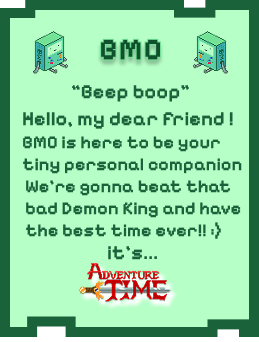 BMO
"Beep boop"
Hello, my dear friend !
BMO is here to be your
tiny personal companion
We're gonna beat that
bad Demon King and have
the best time ever!! :)
it's...
ADVENTURE
TIME